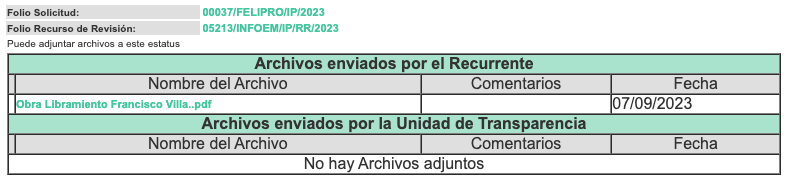 Folio Solicitud: 00037/FELIPRO/IP/2023
Folio Recurso de Revisión: 05213/INFOEM/IP/RR/2023
Puede adjuntar archivos a este estatus
Archivos enviados por el Recurrente
Nombre del Archivo Comentarios Fecha
Obra Libramiento Francisco Villa..pdf 07/09/2023
Archivos enviados por la Unidad de Transparencia
Nombre del Archivo Comentarios Fecha
No hay Archivos adjuntos